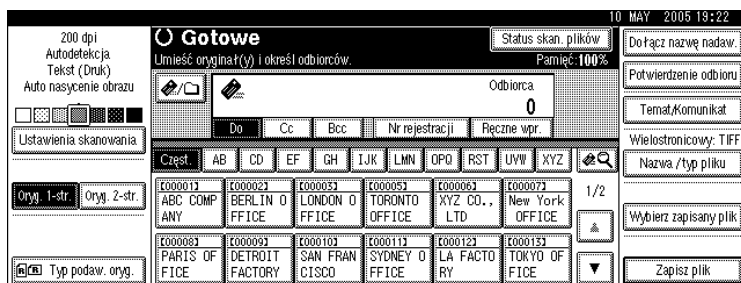 10 MAY 2005 19:22
200 dpi
Autodetekcja
Tekst (Druk)
Auto nasycenie obrazu
Ustawienia skanowania
Oryg. 1-str.
Oryg. 2-str.
Typ podaw. oryg.
Gotowe
Status skan. plików
Umieść oryginał(y) i określ odbiorców.
Pamięć:100%
Odbiorca
0
Do
Cc
Bcc
Nr rejestracji
Ręczne wpr.
Częst.
AB
CD
EF
GH
IJK
LMN
OPQ
RST
UVW
XYZ
[00001]
ABC COMP
ANY
[00002]
BERLIN O
FFICE
[00003]
LONDON O
FFICE
[00005]
TORONTO
OFFICE
[00006]
XYZ CO.,
LTD
[00007]
New York
OFFICE
[00008]
PARIS OF
FICE
[00009]
DETROIT
FACTORY
[00010]
SAN FRAN
CISCO
[00011]
SYDNEY O
FFICE
[00012]
LA FACTO
RY
[00013]
TOKYO OF
FICE
1/2
Dołącz nazwę nadaw.
Potwierdzenie odbioru
Temat/Komunikat
Wielostronicowy: TIFF
Nazwa /typ pliku
Wybierz zapisany plik
Zapisz plik